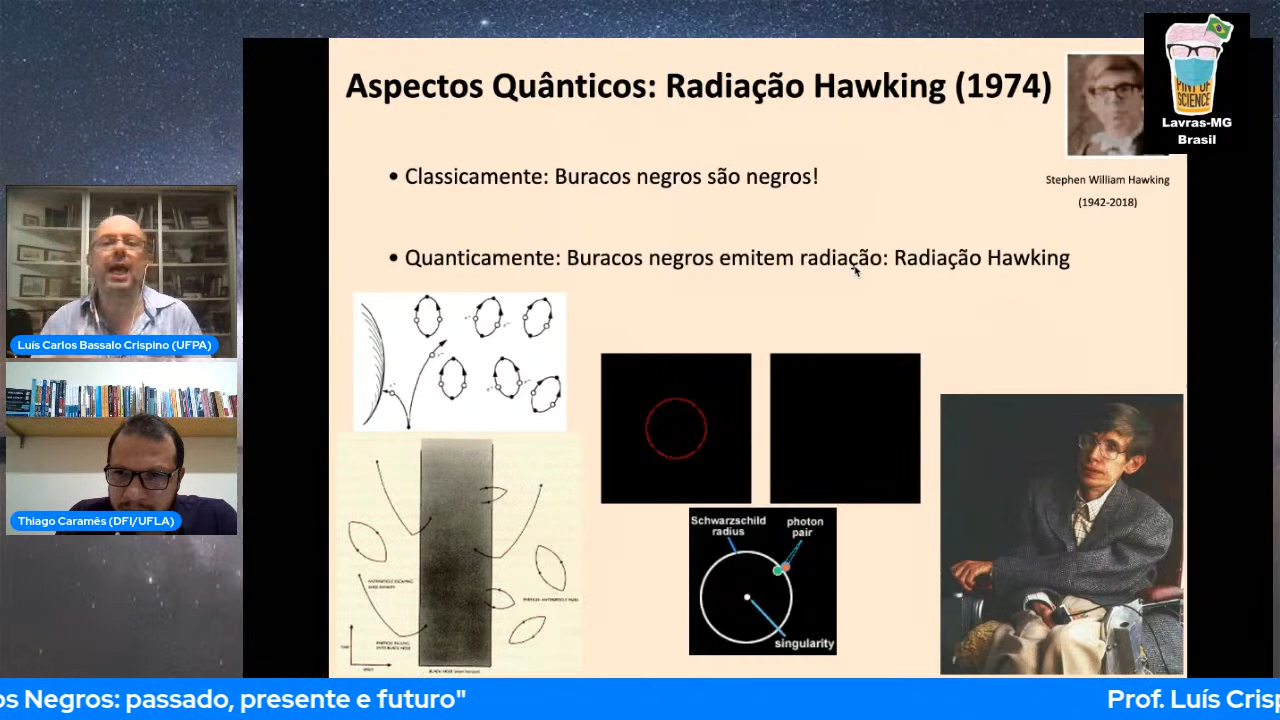 Aspectos Quânticos: Radiação Hawking (1974)
PINT OF
SCIENCE
Lavras-MG
Brasil
• Classicamente: Buracos negros são negros!
Stephen William Hawking
(1942-2018)
• Quanticamente: Buracos negros emitem radiação: Radiação Hawking
Luís Carlos Bassalo Crispino (UFPA)
Thiago Caramês (DFI/UFLA)
Schwarzschild
radius
photon
pair
singularity
os Negros: passado, presente e futuro"
Prof. Luís Crisp